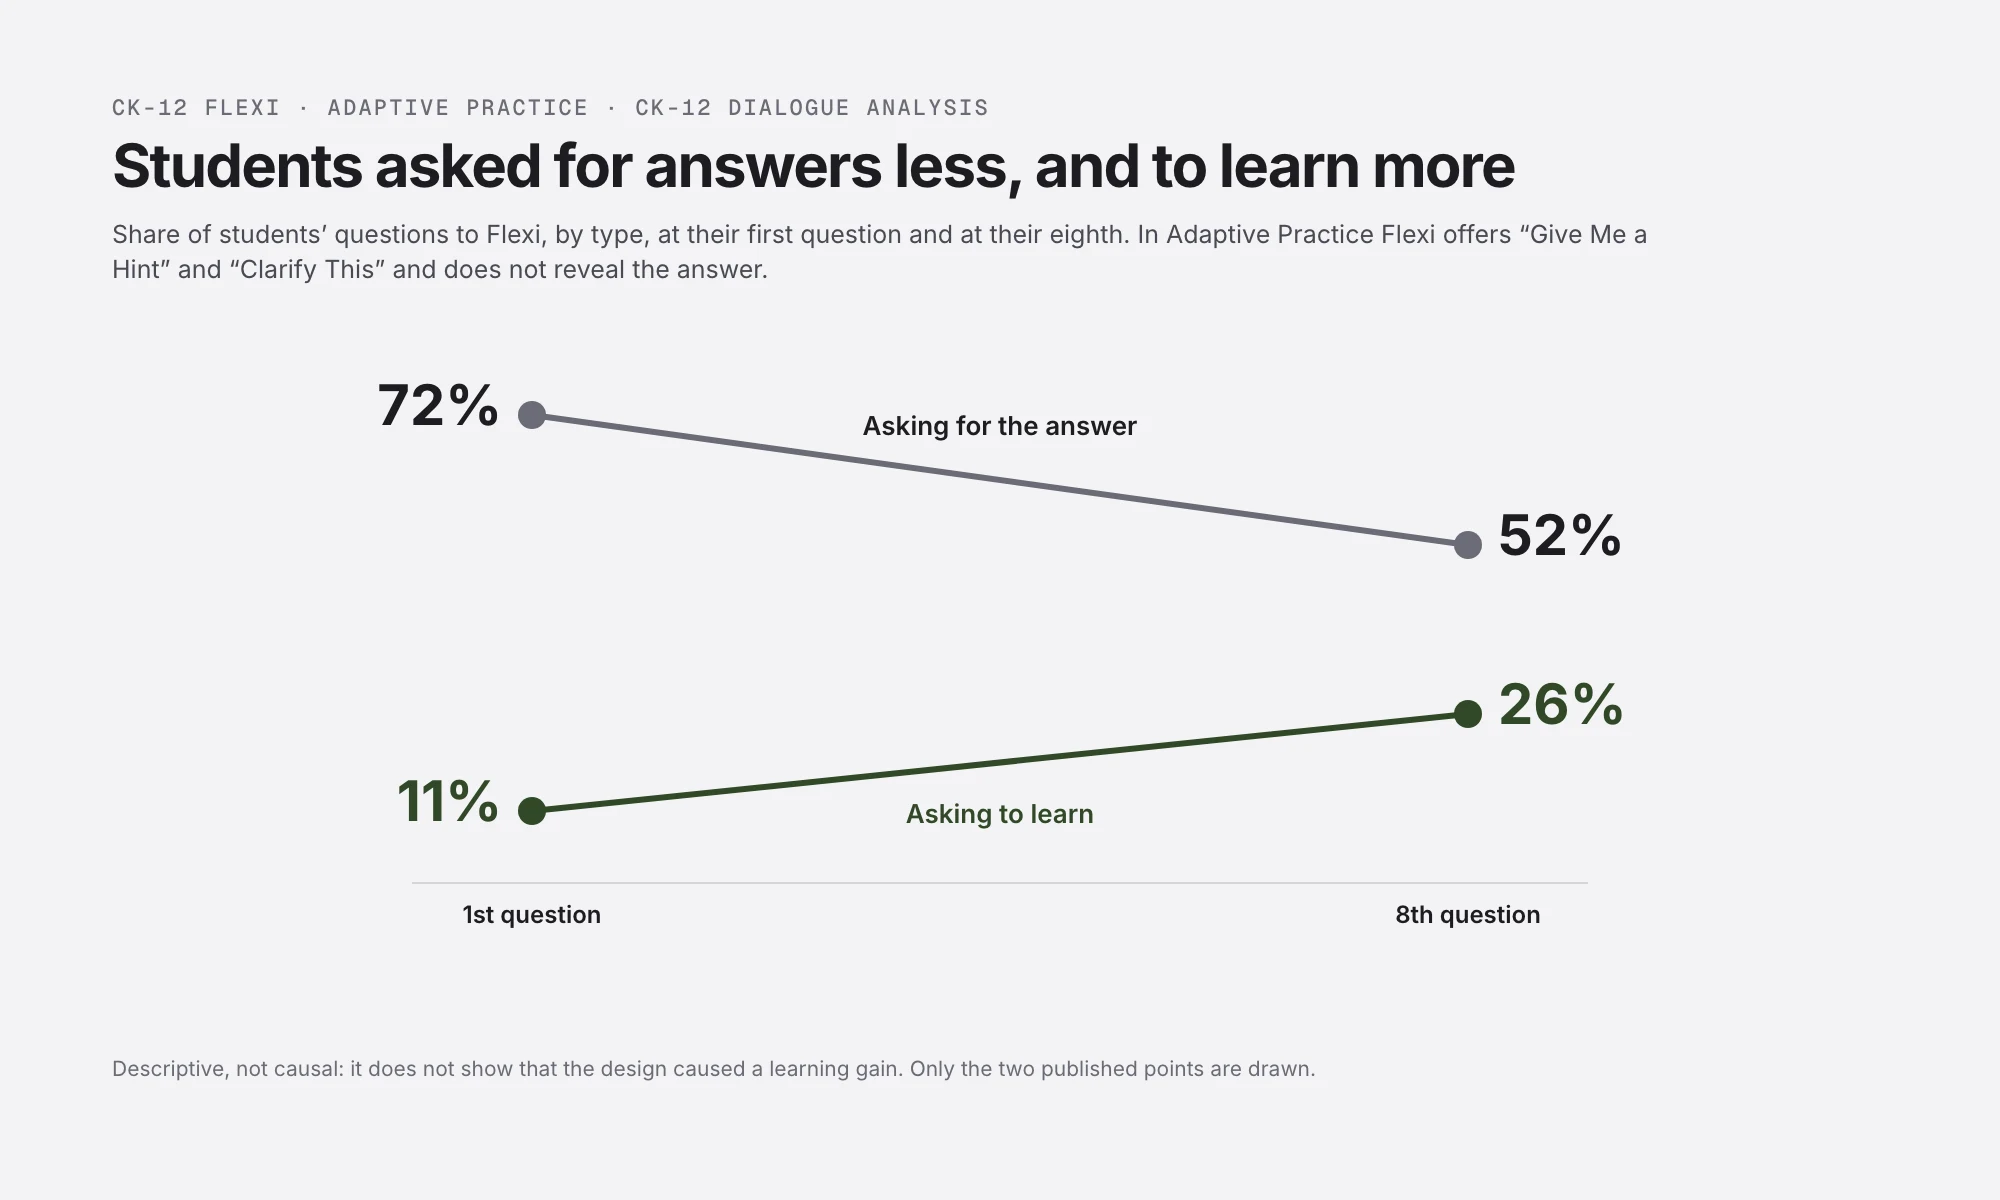 CK-12 FLEXI · ADAPTIVE PRACTICE · CK-12 DIALOGUE ANALYSIS
Students asked for answers less, and to learn more
Share of students’ questions to Flexi, by type, at their first question and at their eighth. In Adaptive Practice Flexi offers “Give Me a
Hint” and “Clarify This” and does not reveal the answer.
72%
Asking for the answer
52%
26%
11%
Asking to learn
1st question
8th question
Descriptive, not causal: it does not show that the design caused a learning gain. Only the two published points are drawn.